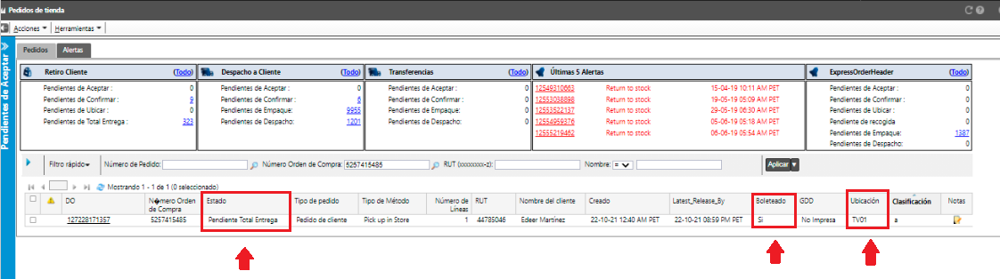 Pedidos de tienda
Acciones Herramientas
Pendientes de Aceptar
Pedidos Alertas
Retiro Cliente (Todo)
Pendientes de Aceptar : 0
Pendientes de Confirmar : 9
Pendientes de Ubicar : 0
Pendientes de Total Entrega : 323
Despacho a Cliente (Todo)
Pendientes de Aceptar : 0
Pendientes de Confirmar : 6
Pendientes de Empaque: 9955
Pendientes de Despacho: 1201
Transferencias (Todo)
Pendientes de Aceptar : 0
Pendientes de Confirmar : 0
Pendientes de Empaque: 0
Pendientes de Despacho: 0
Últimas 5 Alertas
12549310663 Return to stock 15-04-19 10:11 AM PET
12553038898 Return to stock 19-05-19 05:09 AM PET
12553522137 Return to stock 29-05-19 06:30 AM PET
12554959376 Return to stock 05-06-19 05:18 AM PET
12555219462 Return to stock 06-06-19 05:54 AM PET
ExpressOrderHeader (Todo)
Pendientes de Aceptar : 0
Pendientes de Confirmar : 0
Pendientes de Ubicar : 0
Pendiente de recogida 0
Pendientes de Empaque: 1387
Pendientes de Despacho: 0
Filtro rápido Número de Pedido: Número Orden de Compra: 5257415485 RUT (xxxxxxxx-z): Nombre: = Aplicar
Mostrando 1 - 1 de 1 (0 seleccionado)
DO N�mero Orden de Compra Estado Tipo de pedido Tipo de Método Número de Líneas RUT Nombre del cliente Creado Latest_Release_By Boleteado GDD Ubicación Clasificación Notas
127228171357 5257415485 Pendiente Total Entrega Pedido de cliente Pick up in Store 1 44785046 Edeer Martínez 22-10-21 12:40 AM PET 22-10-21 08:59 PM PET Si No Impresa TV01 a